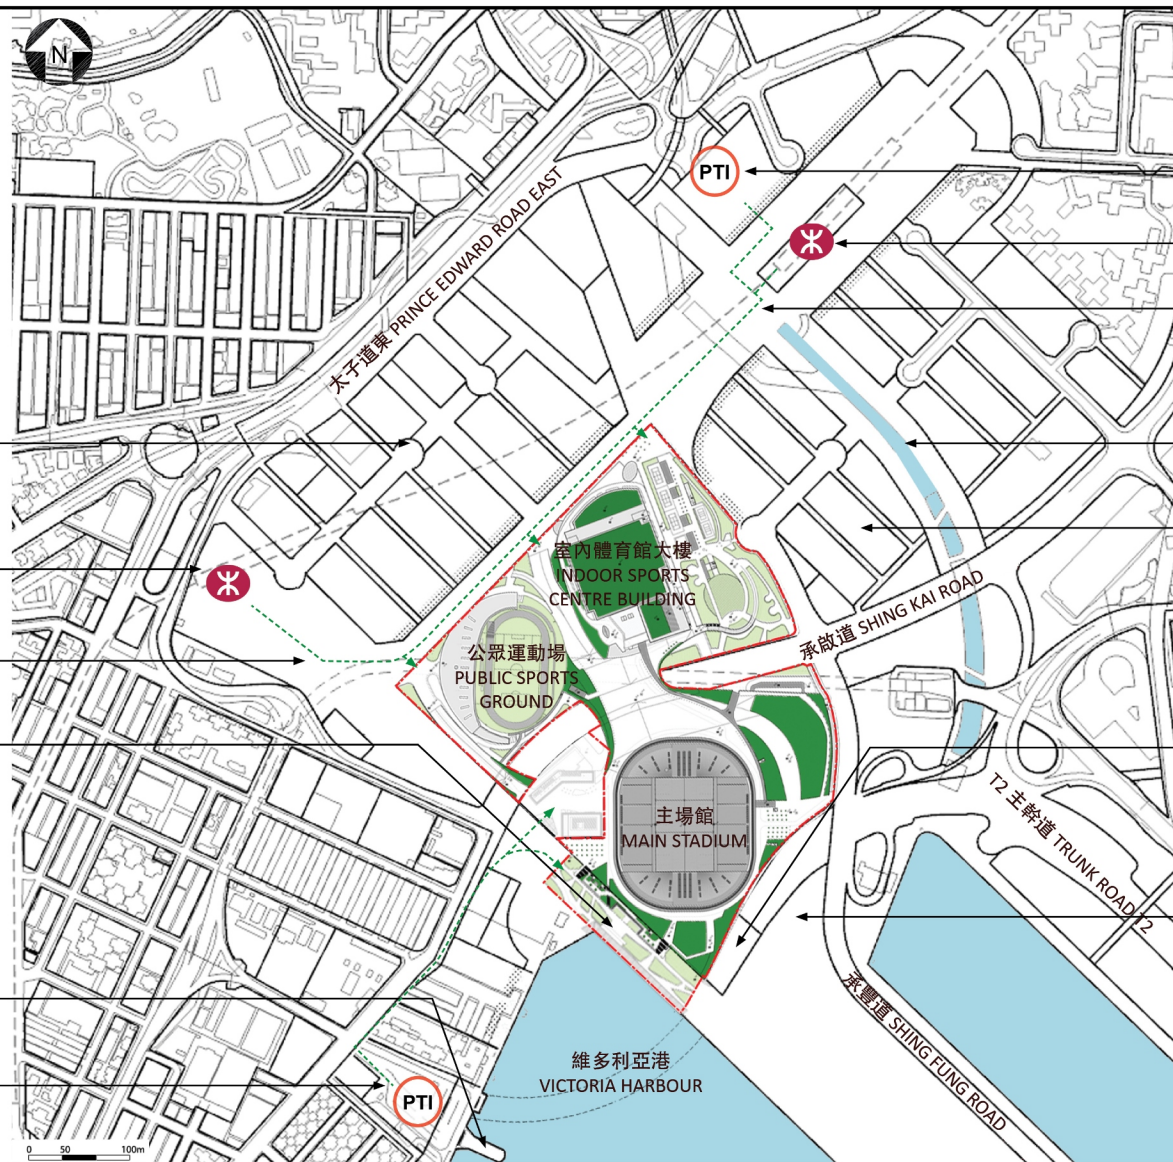 N
PTI
太子道東 PRINCE EDWARD ROAD EAST
室內體育館大樓
INDOOR SPORTS
CENTRE BUILDING
承啟道 SHING KAI ROAD
公眾運動場
PUBLIC SPORTS
GROUND
主場館
MAIN STADIUM
T2 主幹道 TRUNK ROAD T2
承豐道 SHING FUNG ROAD
維多利亞港
VICTORIA HARBOUR
PTI
0 50 100m